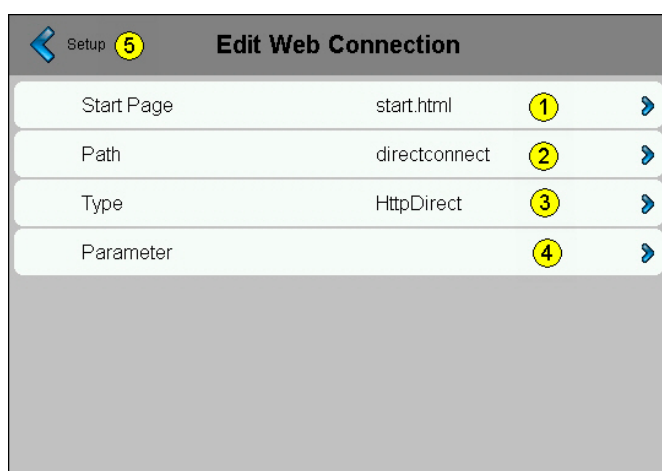 Setup 5 Edit Web Connection
Start Page start.html 1
Path directconnect 2
Type HttpDirect 3
Parameter 4